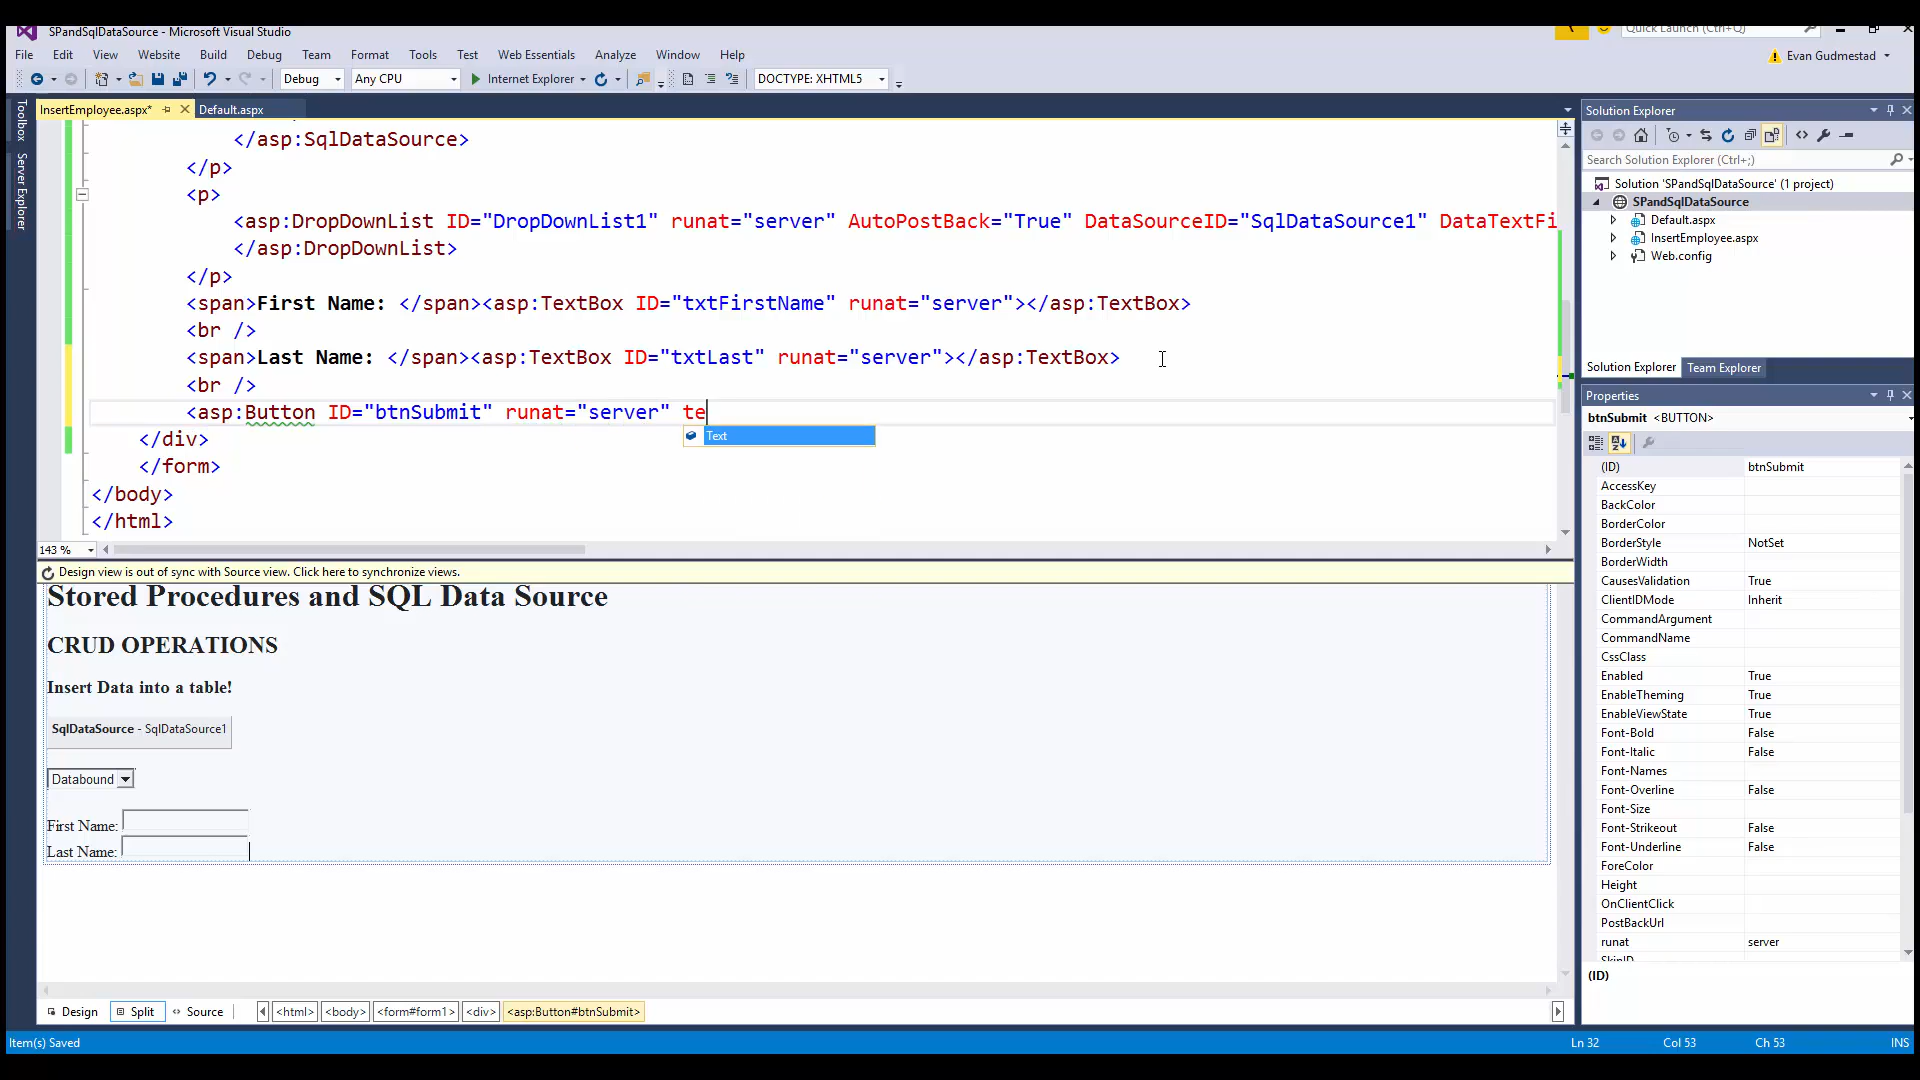 SPandSqlDataSource - Microsoft Visual Studio
Quick Launch (Ctrl+Q)
File Edit View Website Build Debug Team Format Tools Test Web Essentials Analyze Window Help
Evan Gudmestad
Debug Any CPU Internet Explorer DOCTYPE: XHTML5
Toolbox
Server Explorer
InsertEmployee.aspx* Default.aspx
</asp:SqlDataSource>
</p>
<p>
<asp:DropDownList ID="DropDownList1" runat="server" AutoPostBack="True" DataSourceID="SqlDataSource1" DataTextFi
</asp:DropDownList>
</p>
<span>First Name: </span><asp:TextBox ID="txtFirstName" runat="server"></asp:TextBox>
<br />
<span>Last Name: </span><asp:TextBox ID="txtLast" runat="server"></asp:TextBox>
<br />
<asp:Button ID="btnSubmit" runat="server" te
Text
</div>
</form>
</body>
</html>
143 %
Design view is out of sync with Source view. Click here to synchronize views.
Stored Procedures and SQL Data Source
CRUD OPERATIONS
Insert Data into a table!
SqlDataSource - SqlDataSource1
Databound
First Name:
Last Name:
Design Split Source <html> <body> <form#form1> <div> <asp:Button#btnSubmit>
Item(s) Saved Ln 32 Col 53 Ch 53 INS
Solution Explorer
Search Solution Explorer (Ctrl+;)
Solution 'SPandSqlDataSource' (1 project)
SPandSqlDataSource
Default.aspx
InsertEmployee.aspx
Web.config
Solution Explorer Team Explorer
Properties
btnSubmit <BUTTON>
(ID) btnSubmit
AccessKey
BackColor
BorderColor
BorderStyle NotSet
BorderWidth
CausesValidation True
ClientIDMode Inherit
CommandArgument
CommandName
CssClass
Enabled True
EnableTheming True
EnableViewState True
Font-Bold False
Font-Italic False
Font-Names
Font-Overline False
Font-Size
Font-Strikeout False
Font-Underline False
ForeColor
Height
OnClientClick
PostBackUrl
runat server
SkinID
(ID)